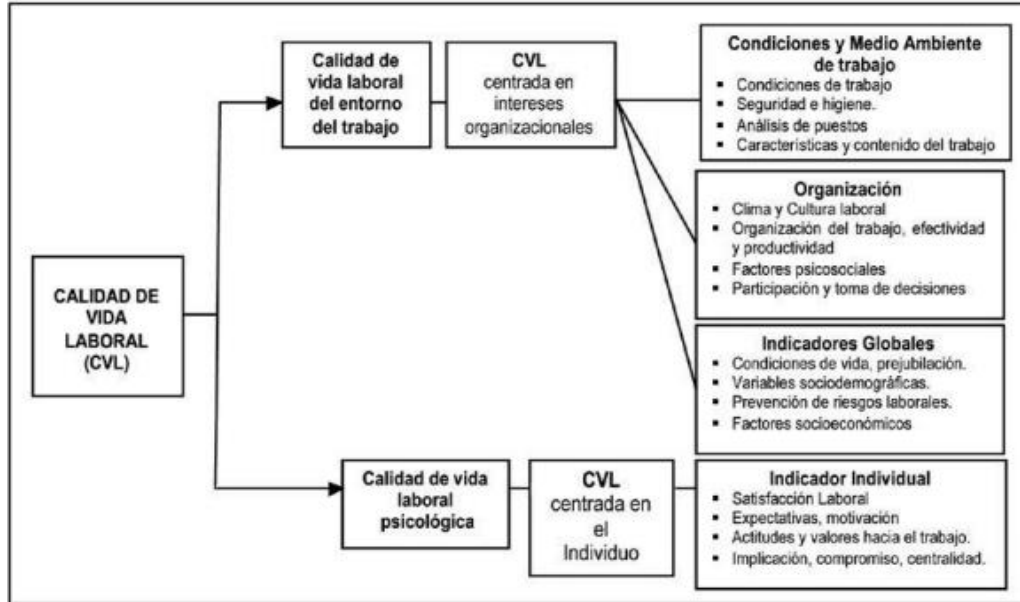 CALIDAD DE
VIDA
LABORAL
(CVL)
Calidad de
vida laboral
del entorno
del trabajo
CVL
centrada en
intereses
organizacionales
Condiciones y Medio Ambiente
de trabajo
▪ Condiciones de trabajo
▪ Seguridad e higiene.
▪ Análisis de puestos
▪ Características y contenido del trabajo
Organización
▪ Clima y Cultura laboral
▪ Organización del trabajo, efectividad
y productividad
▪ Factores psicosociales
▪ Participación y toma de decisiones
Indicadores Globales
▪ Condiciones de vida, prejubilación.
▪ Variables sociodemográficas.
▪ Prevención de riesgos laborales.
▪ Factores socioeconómicos
Calidad de vida
laboral
psicológica
CVL
centrada en
el
Individuo
Indicador Individual
▪ Satisfacción Laboral
▪ Expectativas, motivación
▪ Actitudes y valores hacia el trabajo.
▪ Implicación, compromiso, centralidad.